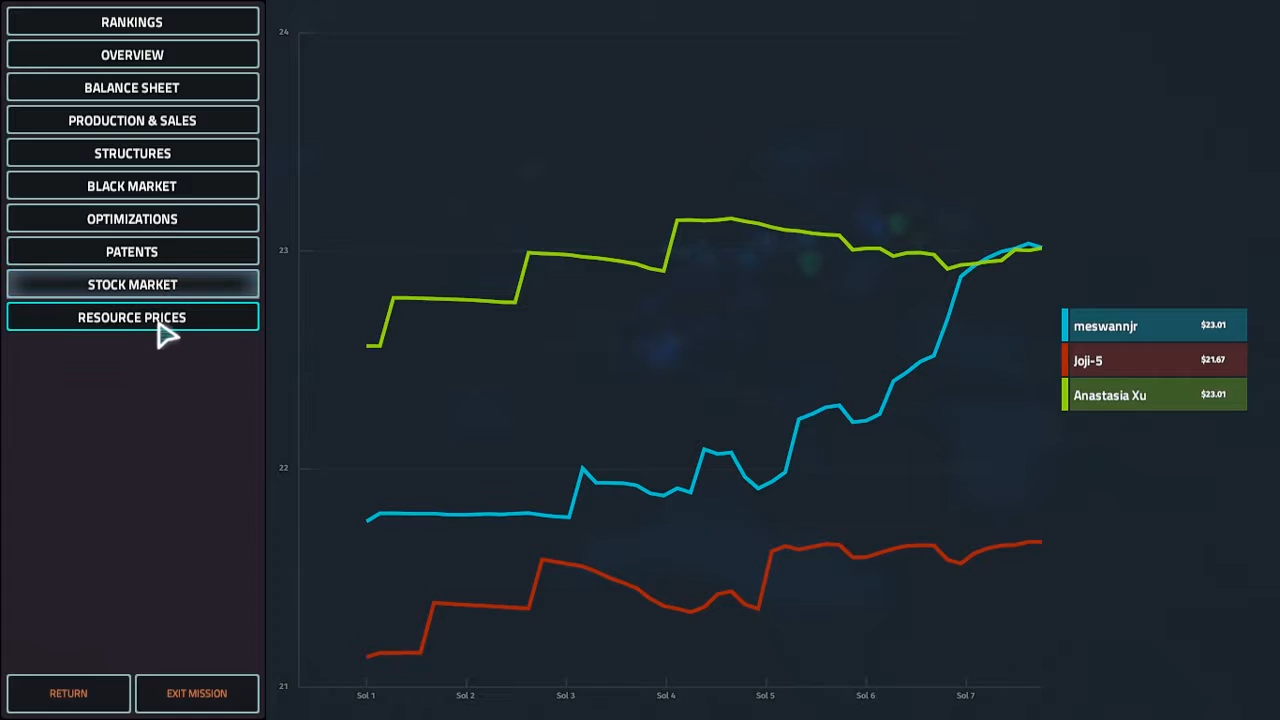 RANKINGS
OVERVIEW
BALANCE SHEET
PRODUCTION & SALES
STRUCTURES
BLACK MARKET
OPTIMIZATIONS
PATENTS
STOCK MARKET
RESOURCE PRICES
RETURN
EXIT MISSION
24
23
22
21
Sol 1
Sol 2
Sol 3
Sol 4
Sol 5
Sol 6
Sol 7
meswannjr $23.01
Joji-5 $21.67
Anastasia Xu $23.01